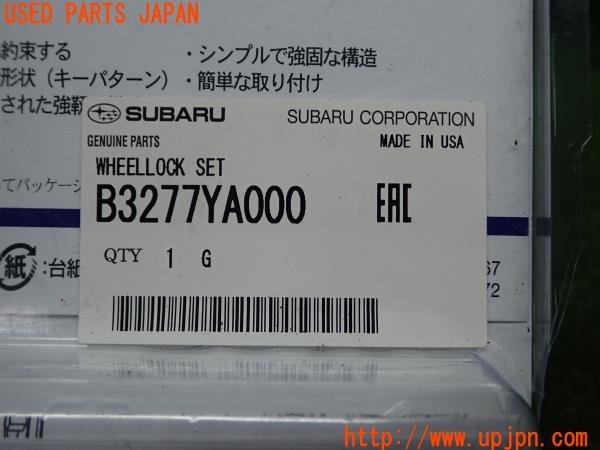 USED PARTS JAPAN
約束する
・シンプルで強固な構造
形状（キーパターン）
・簡単な取り付け
された強靭
SUBARU
SUBARU CORPORATION
GENUINE PARTS
MADE IN USA
WHEELLOCK SET
B3277YA000
EAC
QTY 1 G
てパッケージ
紙:台紙
67
72
http://www.upjpn.com/